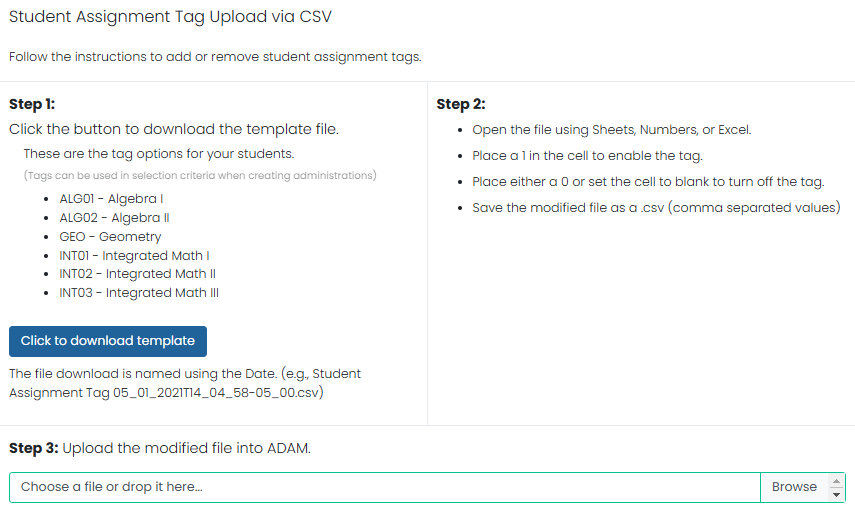 Student Assignment Tag Upload via CSV
Follow the instructions to add or remove student assignment tags.
Step 1:
Click the button to download the template file.
These are the tag options for your students.
(Tags can be used in selection criteria when creating administrations)
ALG01 - Algebra I
ALG02 - Algebra II
GEO - Geometry
INT01 - Integrated Math I
INT02 - Integrated Math II
INT03 - Integrated Math III
Click to download template
The file download is named using the Date. (e.g., Student
Assignment Tag 05_01_2021T14_04_58-05_00.csv)
Step 2:
Open the file using Sheets, Numbers, or Excel.
Place a 1 in the cell to enable the tag.
Place either a 0 or set the cell to blank to turn off the tag.
Save the modified file as a .csv (comma separated values)
Step 3: Upload the modified file into ADAM.
Choose a file or drop it here...
Browse